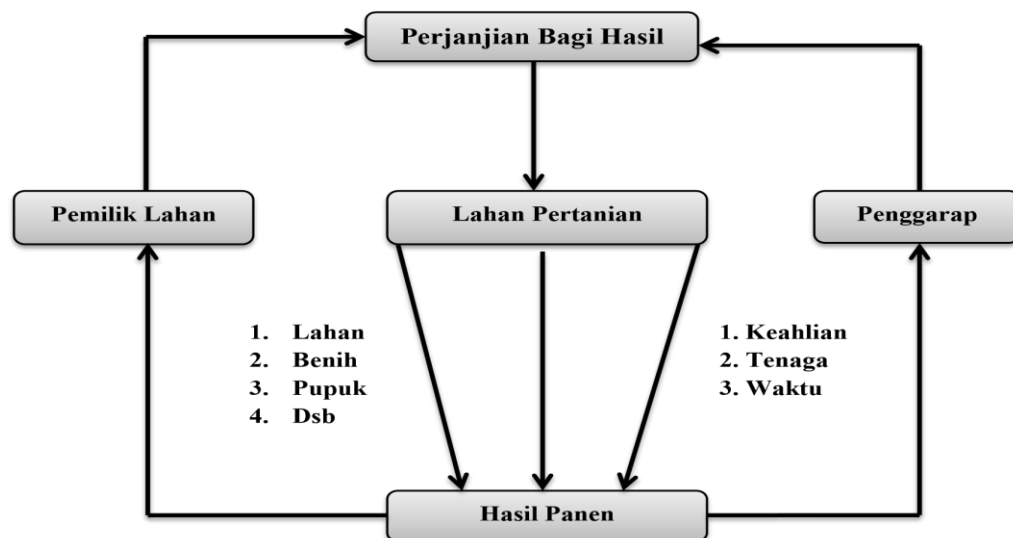 Perjanjian Bagi Hasil
Pemilik Lahan
Lahan Pertanian
Penggarap
1. Lahan
2. Benih
3. Pupuk
4. Dsb
1. Keahlian
2. Tenaga
3. Waktu
Hasil Panen